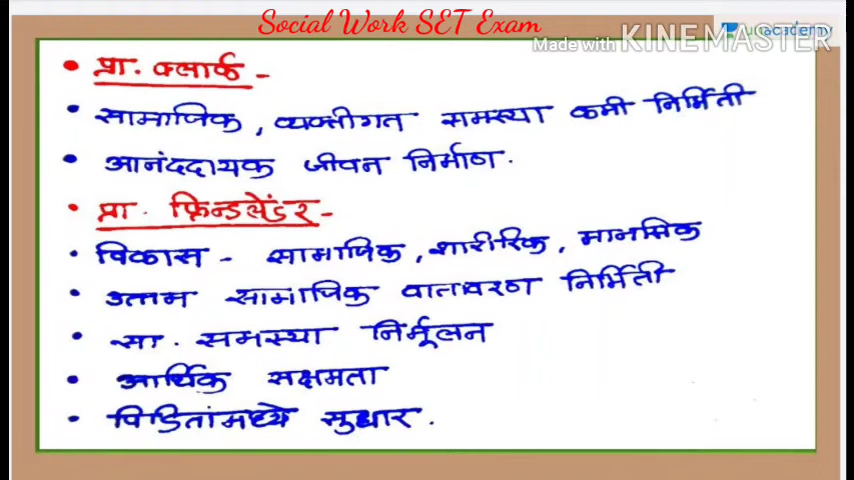 Social Work SET Exam
unacademy
Made with KINEMASTER
• प्रा. क्लार्क -
• सामाजिक, व्यक्तीगत समस्या कमी निर्मिती
• आनंददायक जीवन निर्माण.
• प्रा. फ्रिन्डलेंडर -
• विकास - सामाजिक, शारीरिक, मानसिक
• उत्तम सामाजिक वातावरण निर्मिती
• सा. समस्या निर्मूलन
• आर्थिक सक्षमता
• पिडितांमध्ये सुधार.